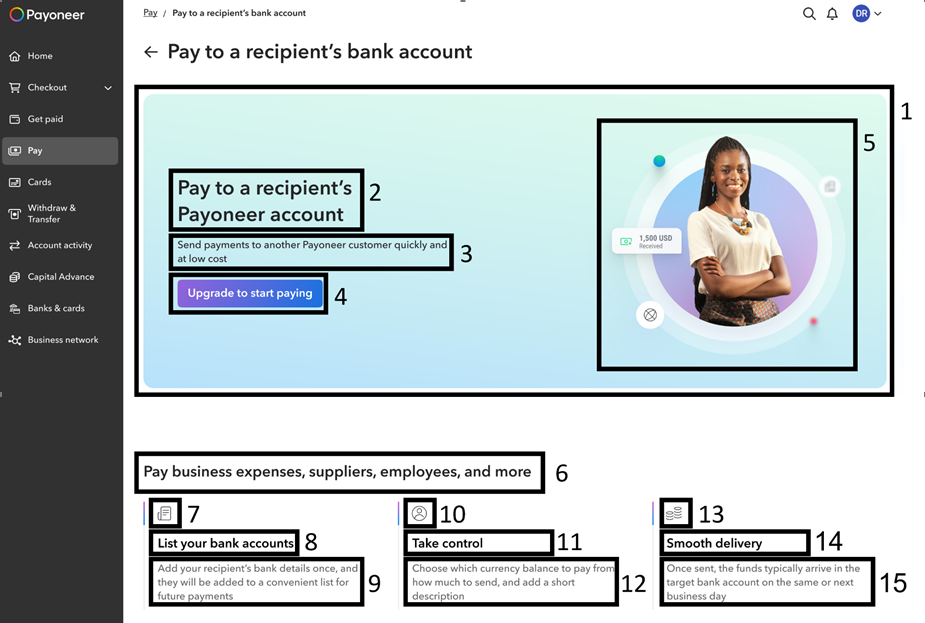 Payoneer
Pay / Pay to a recipient's bank account
DR
Home
Checkout
Get paid
Pay
Cards
Withdraw &
Transfer
Account activity
Capital Advance
Banks & cards
Business network
← Pay to a recipient's bank account
1
Pay to a recipient's
Payoneer account
2
Send payments to another Payoneer customer quickly and
at low cost
3
Upgrade to start paying
4
5
1,500 USD
Received
Pay business expenses, suppliers, employees, and more
6
7
List your bank accounts
8
Add your recipient's bank details once, and
they will be added to a convenient list for
future payments
9
10
Take control
11
Choose which currency balance to pay from
how much to send, and add a short
description
12
13
Smooth delivery
14
Once sent, the funds typically arrive in the
target bank account on the same or next
business day
15